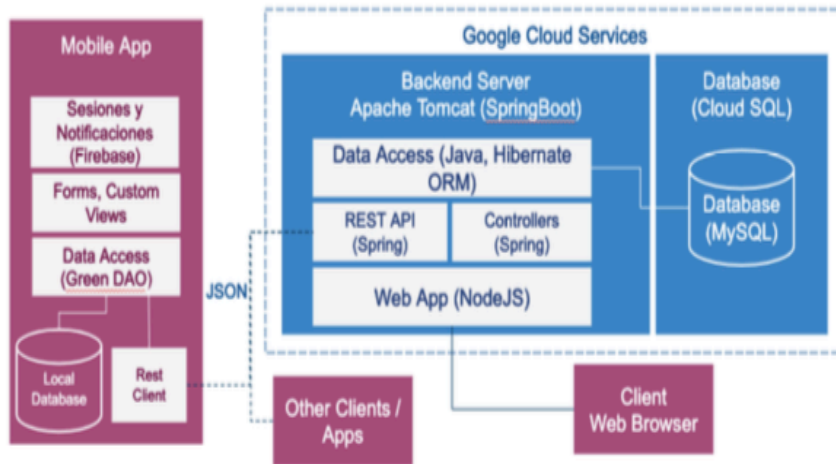 Mobile App
Sesiones y
Notificaciones
(Firebase)
Forms, Custom
Views
Data Access
(Green DAO)
Local
Database
Rest
Client
JSON
Google Cloud Services
Backend Server
Apache Tomcat (SpringBoot)
Data Access (Java, Hibernate
ORM)
REST API
(Spring)
Controllers
(Spring)
Web App (NodeJS)
Database
(Cloud SQL)
Database
(MySQL)
Other Clients /
Apps
Client
Web Browser